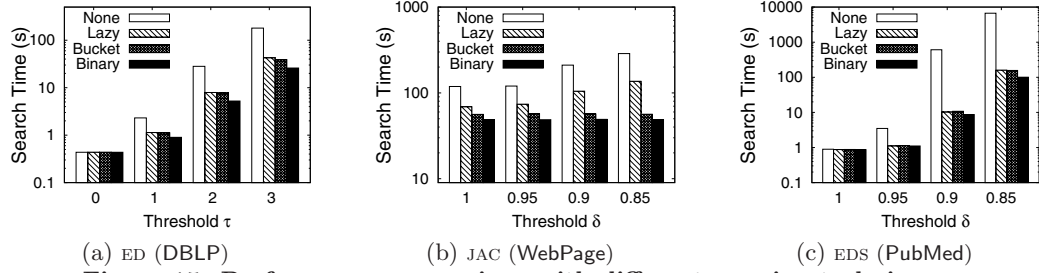 Search Time (s)
100
10
1
0.1
None
Lazy
Bucket
Binary
0 1 2 3
Threshold τ
(a) ED (DBLP)
Search Time (s)
1000
100
10
None
Lazy
Bucket
Binary
1 0.95 0.9 0.85
Threshold δ
(b) JAC (WebPage)
Search Time (s)
10000
1000
100
10
1
0.1
None
Lazy
Bucket
Binary
1 0.95 0.9 0.85
Threshold δ
(c) EDS (PubMed)